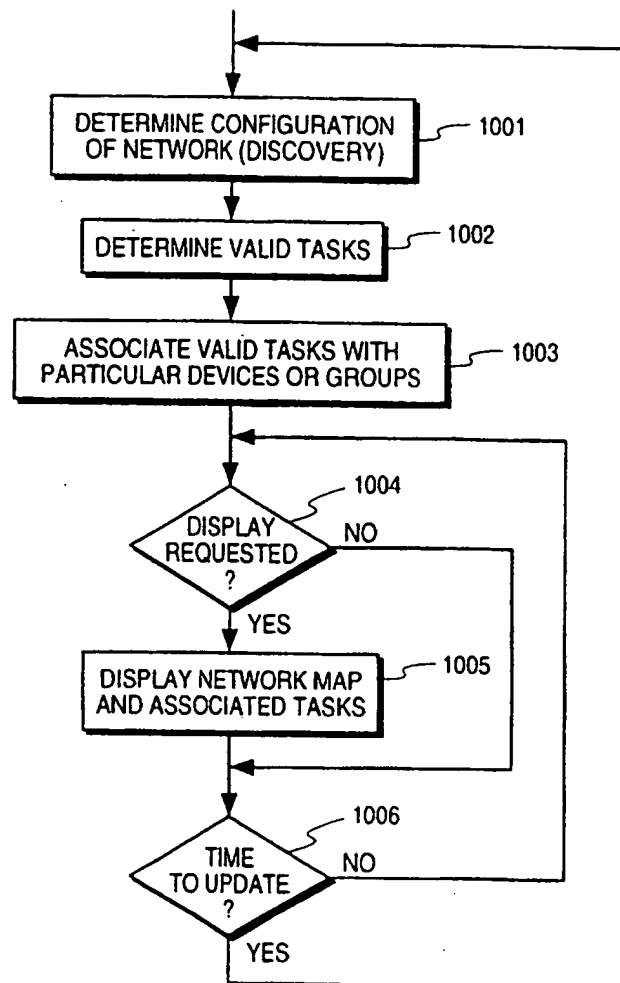 DETERMINE CONFIGURATION
OF NETWORK (DISCOVERY)
1001
DETERMINE VALID TASKS
1002
ASSOCIATE VALID TASKS WITH
PARTICULAR DEVICES OR GROUPS
1003
1004
DISPLAY
REQUESTED
?
NO
YES
DISPLAY NETWORK MAP
AND ASSOCIATED TASKS
1005
1006
TIME
TO UPDATE
?
NO
YES